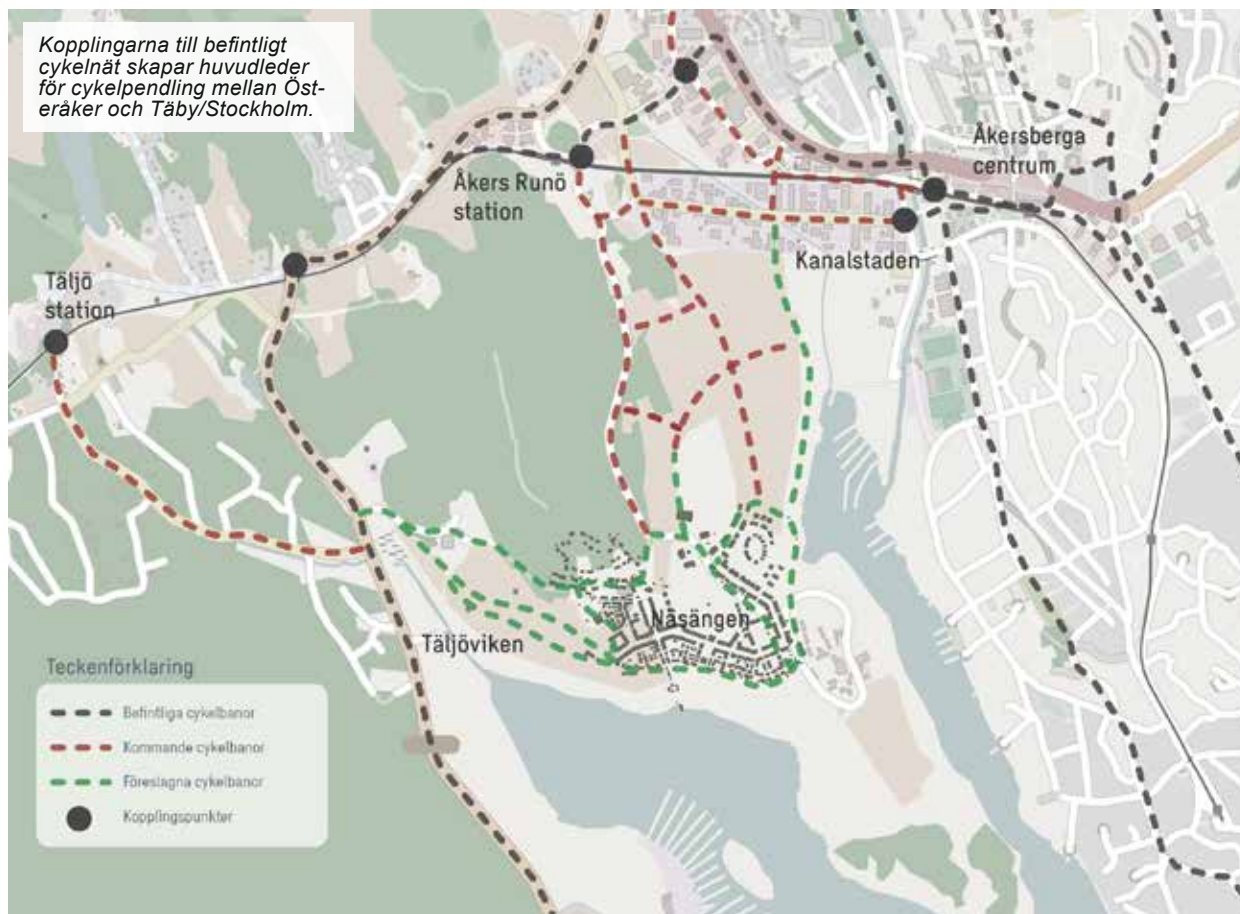 Kopplingarna till befintligt
cykelnät skapar huvudleder
för cykelpendling mellan Öst-
eråker och Täby/Stockholm.
Åkersberga
centrum
Åkers Runö
station
Kanalstaden
Täljö
station
Näsängen
Täljöviken
Teckenförklaring
Befintliga cykelbanor
Kommande cykelbanor
Föreslagna cykelbanor
Kopplingspunkter